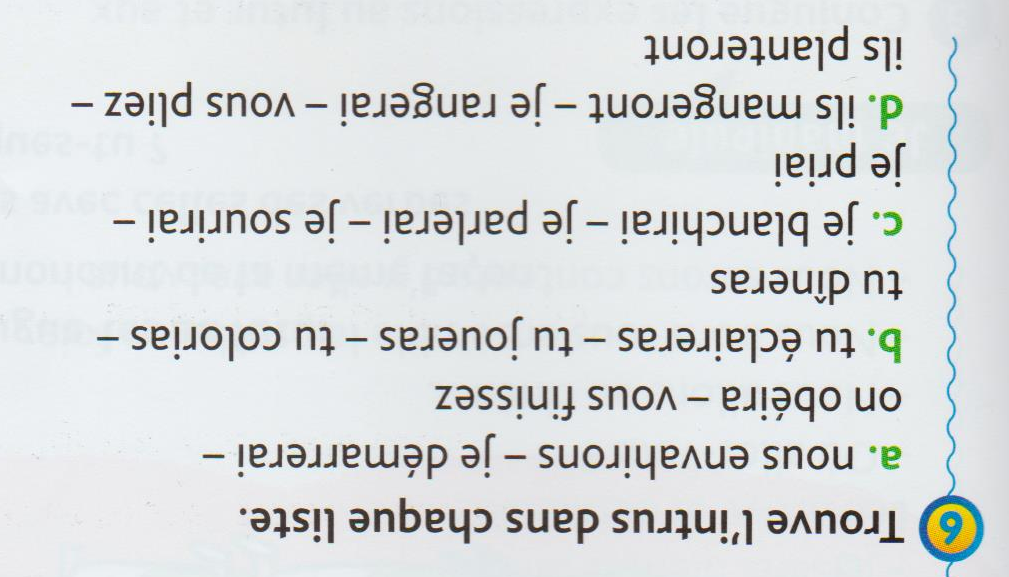 6 Trouve l'intrus dans chaque liste.
a. nous envahirons – je démarrerai –
on obéira – vous finissez
b. tu éclaireras – tu joueras – tu colorias
tu dîneras
c. je blanchirai – je parlerai – je sourirai –
je priai
d. ils mangeront – je rangerai – vous pliez –
ils planteront